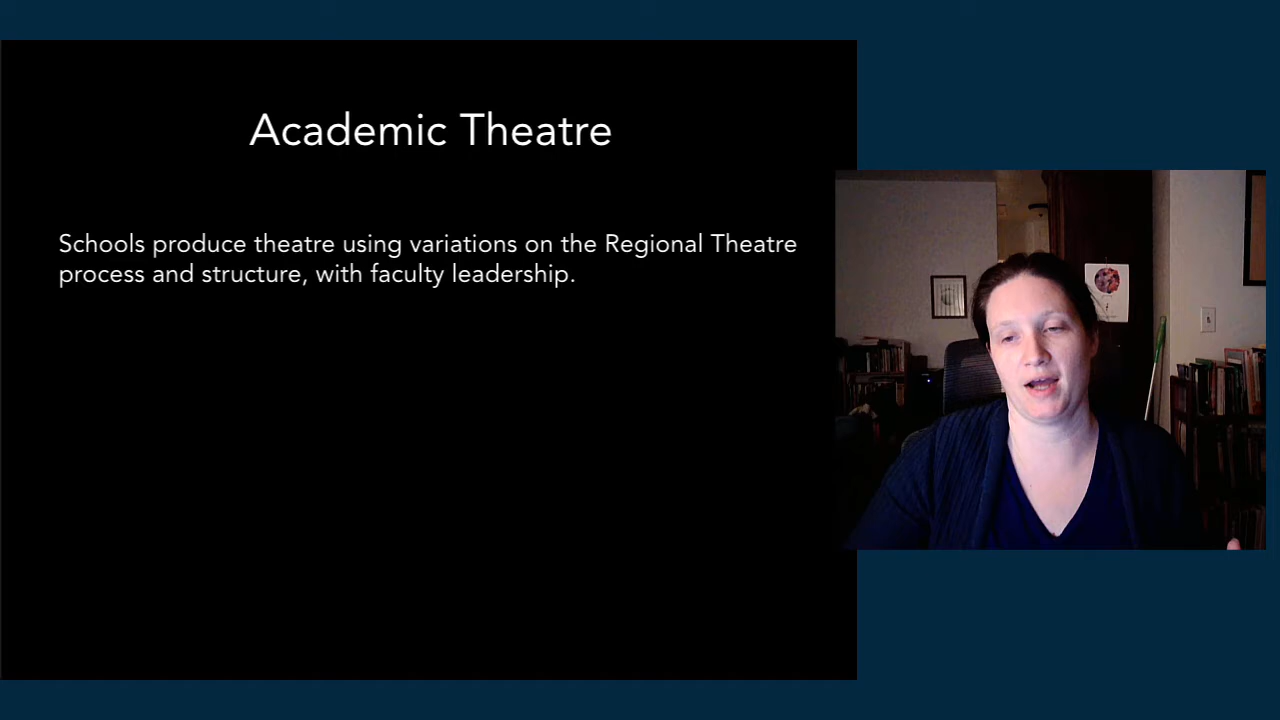 Academic Theatre
Schools produce theatre using variations on the Regional Theatre
process and structure, with faculty leadership.